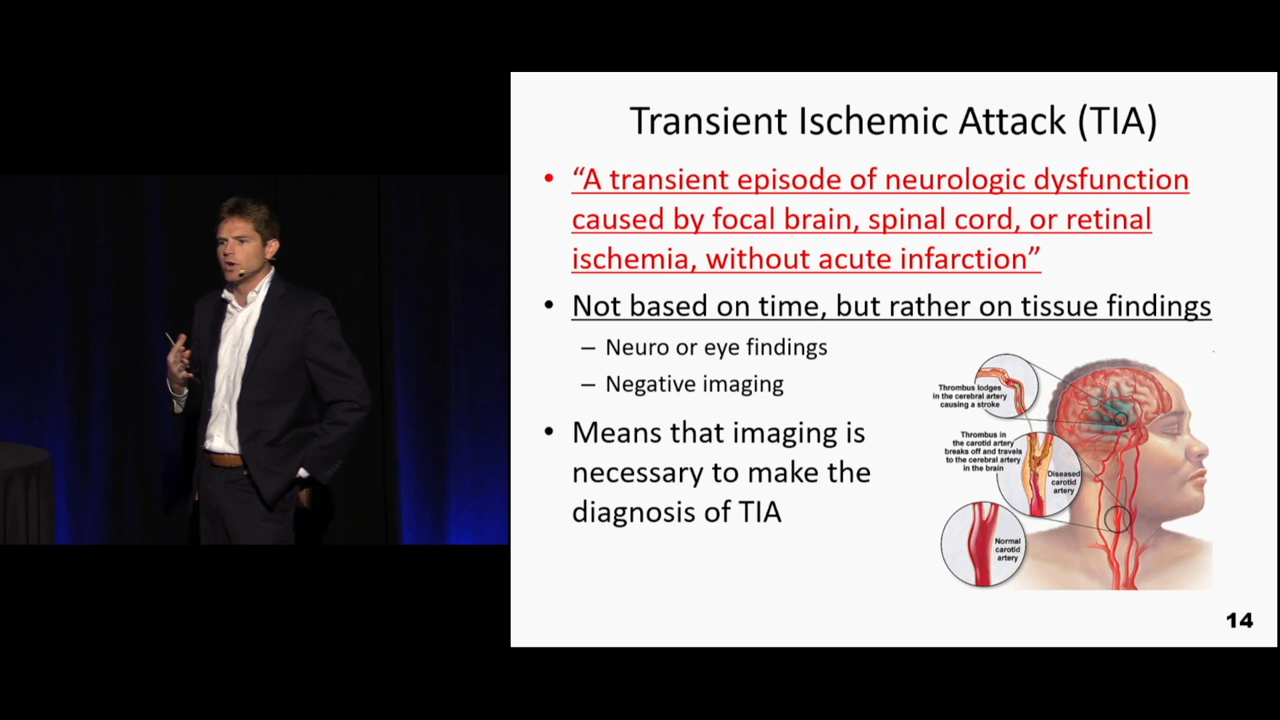 Transient Ischemic Attack (TIA)
• “A transient episode of neurologic dysfunction
caused by focal brain, spinal cord, or retinal
ischemia, without acute infarction”
• Not based on time, but rather on tissue findings
– Neuro or eye findings
– Negative imaging
• Means that imaging is
necessary to make the
diagnosis of TIA
Thrombus lodges
in the cerebral artery
causing a stroke
Thrombus in
the carotid artery
breaks off and travels
to the cerebral artery
in the brain
Diseased
carotid
artery
Normal
carotid
artery
14